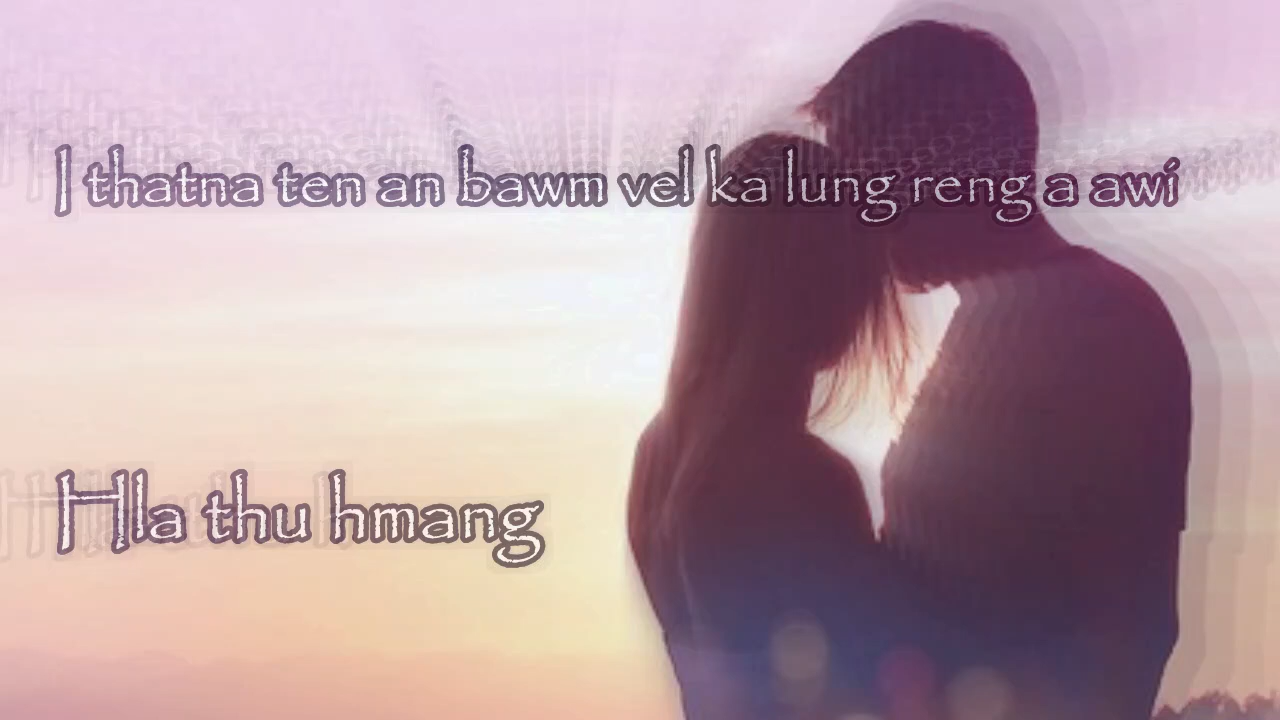 I thatna ten an bawm vel ka lung reng a awi
Hla thu hmang